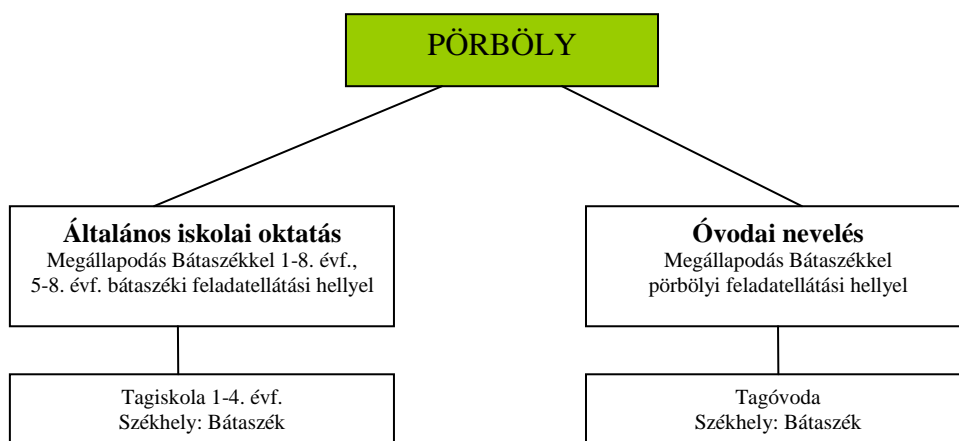 PÖRBÖLY
Általános iskolai oktatás
Megállapodás Bátaszékkel 1-8. évf.,
5-8. évf. bátaszéki feladatellátási hellyel
Óvodai nevelés
Megállapodás Bátaszékkel
pörbölyi feladatellátási hellyel
Tagiskola 1-4. évf.
Székhely: Bátaszék
Tagóvoda
Székhely: Bátaszék